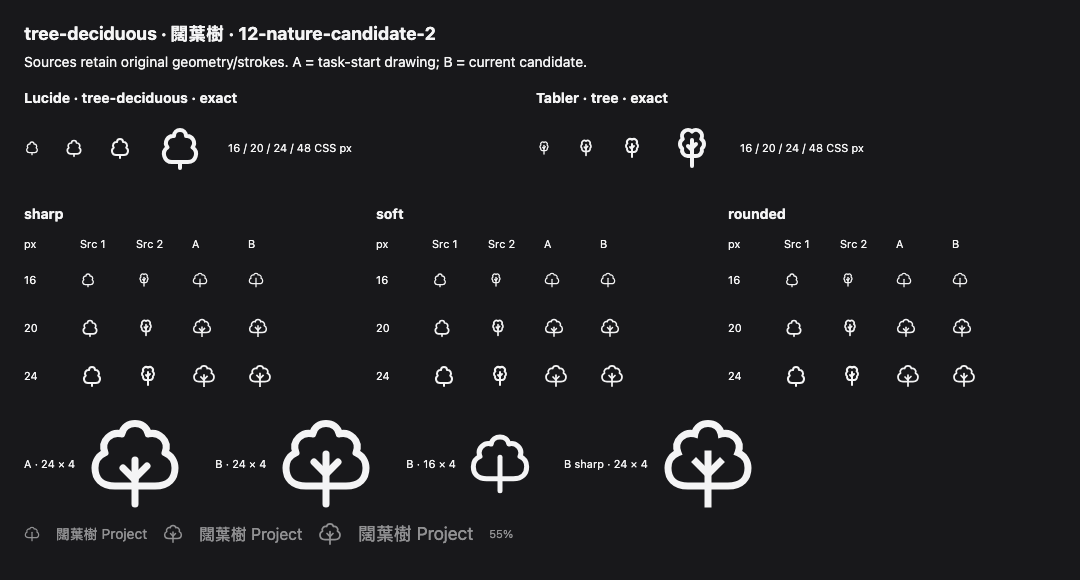 tree-deciduous · 闊葉樹 · 12-nature-candidate-2
Sources retain original geometry/strokes. A = task-start drawing; B = current candidate.
Lucide · tree-deciduous · exact
Tabler · tree · exact
16 / 20 / 24 / 48 CSS px
16 / 20 / 24 / 48 CSS px
sharp
soft
rounded
px Src 1 Src 2 A B
px Src 1 Src 2 A B
px Src 1 Src 2 A B
16
16
16
20
20
20
24
24
24
A · 24 × 4
B · 24 × 4
B · 16 × 4
B sharp · 24 × 4
闊葉樹 Project
闊葉樹 Project
闊葉樹 Project
55%